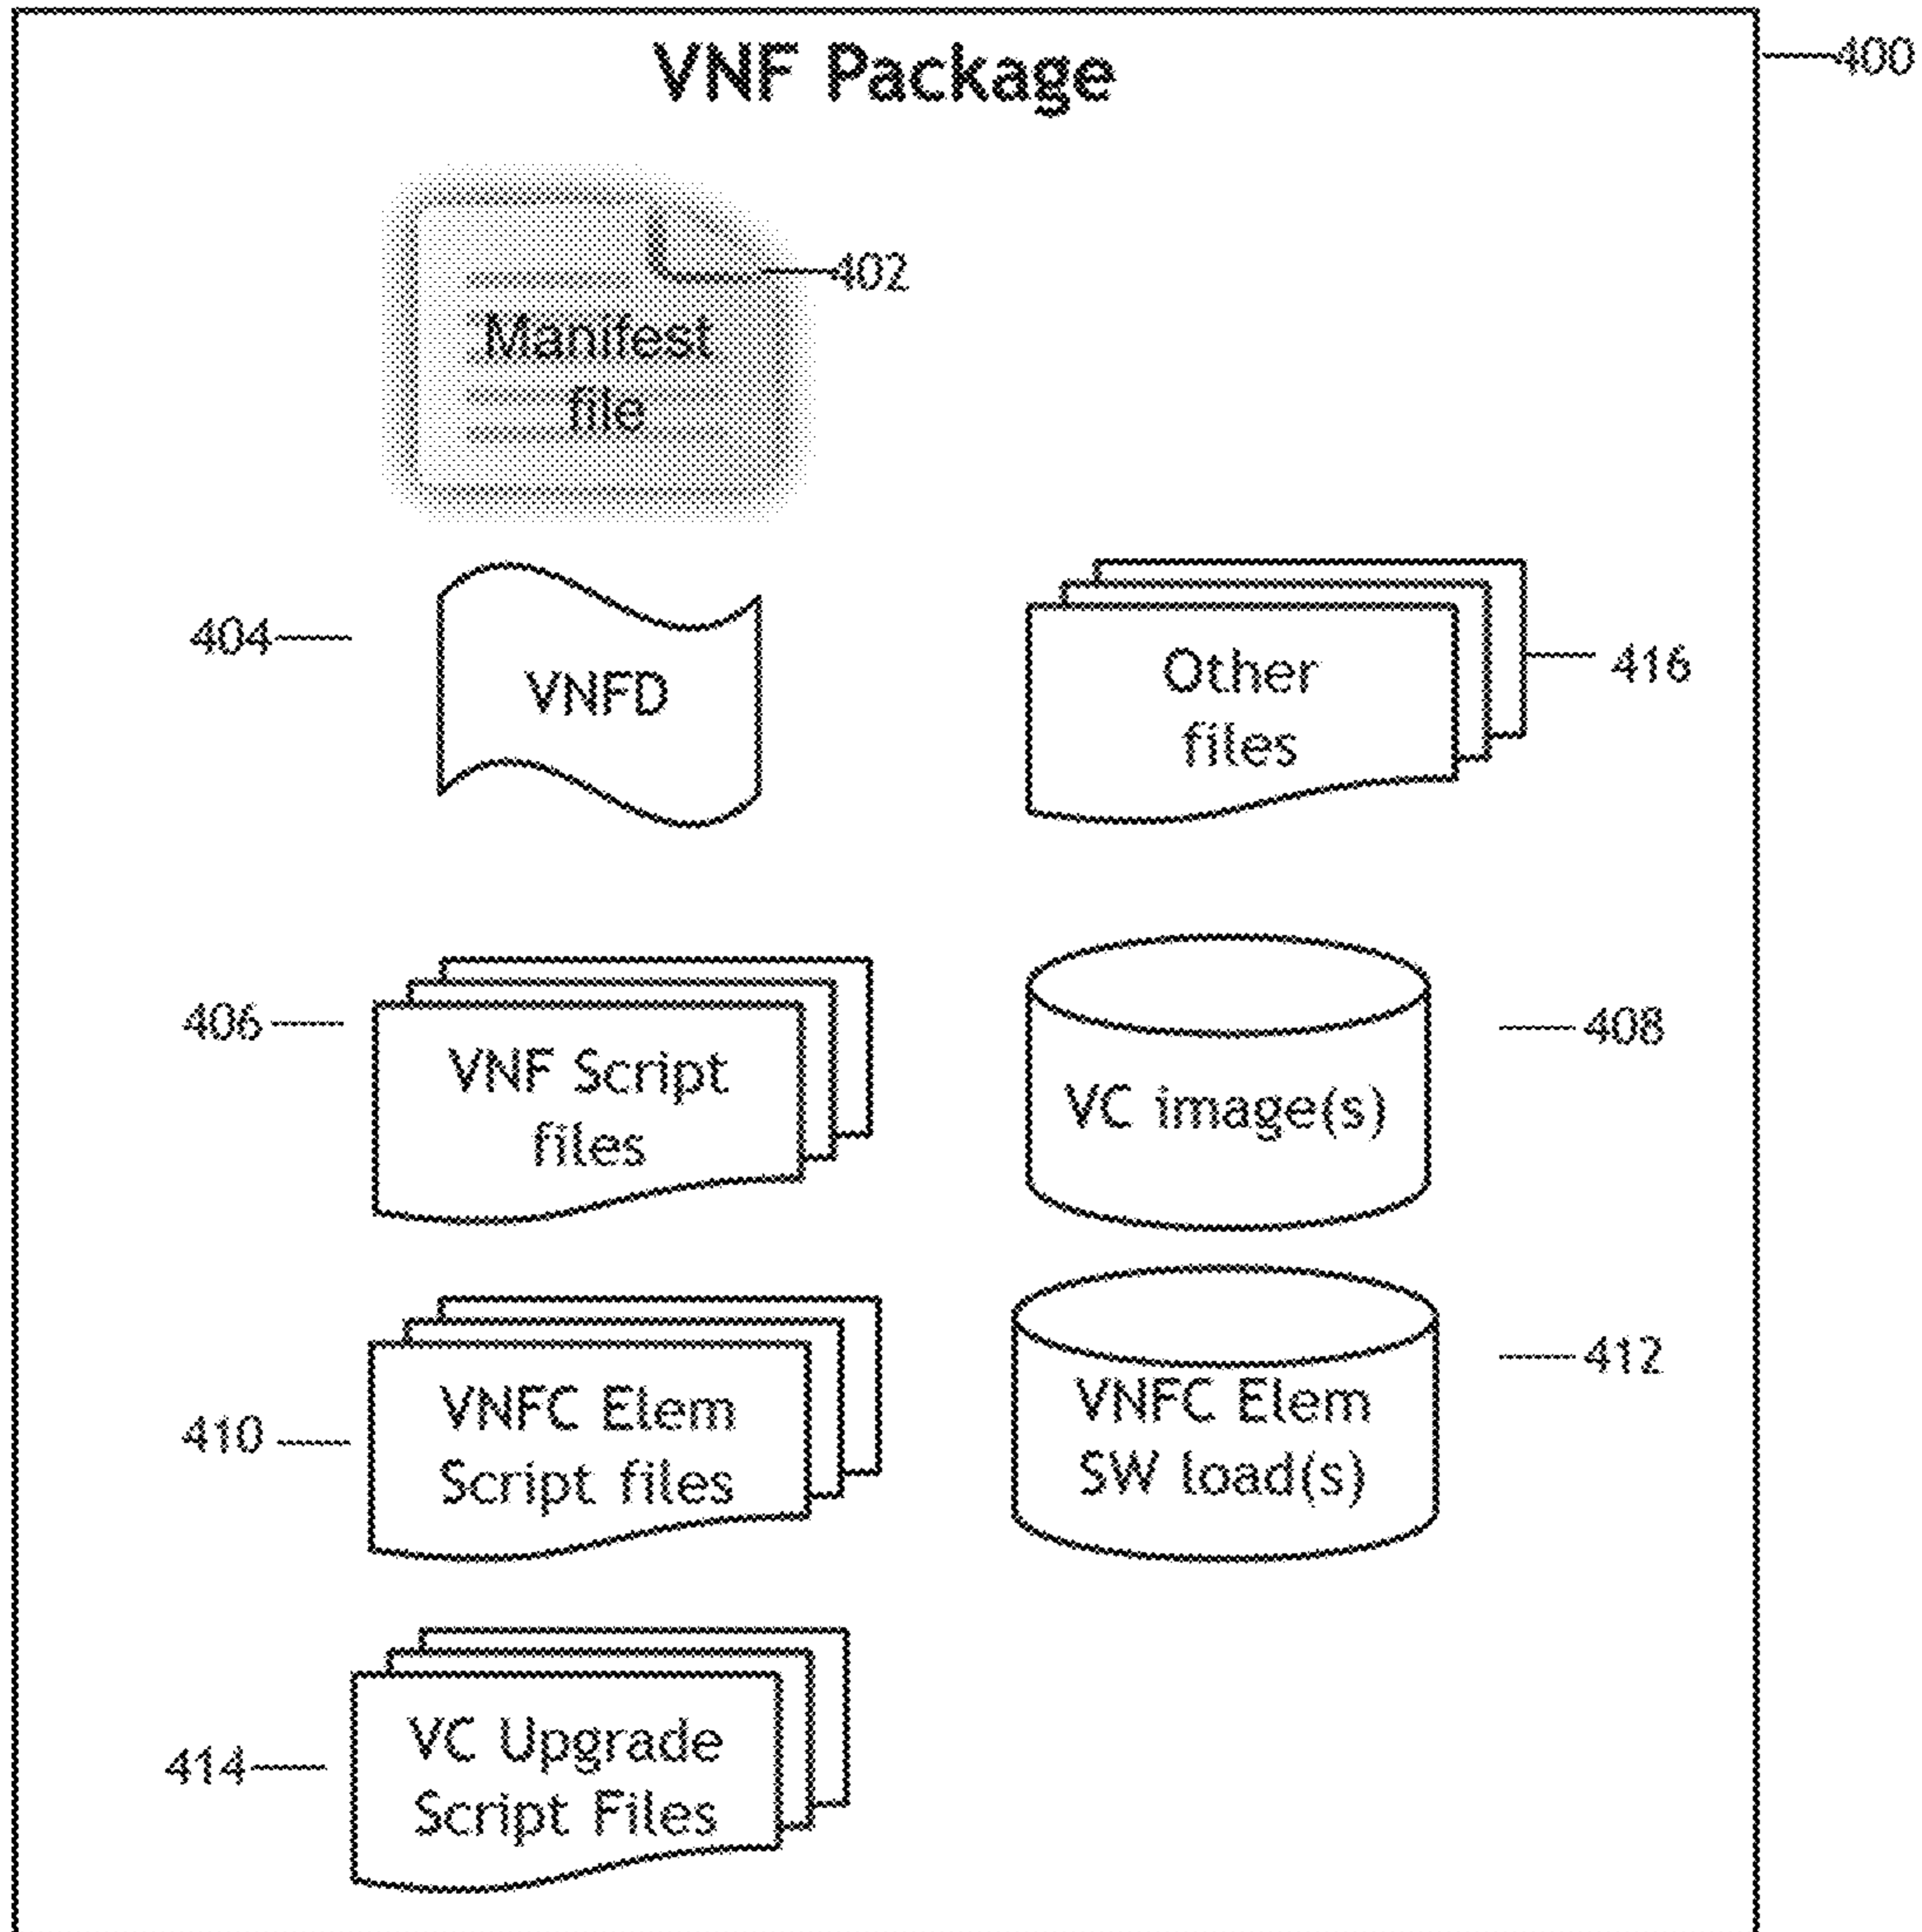 VNF Package
400
402
Manifest
file
404
VNFD
Other
files
416
406
VNF Script
files
VC image(s)
408
410
VNFC Elem
Script files
VNFC Elem
SW load(s)
412
414
VC Upgrade
Script Files